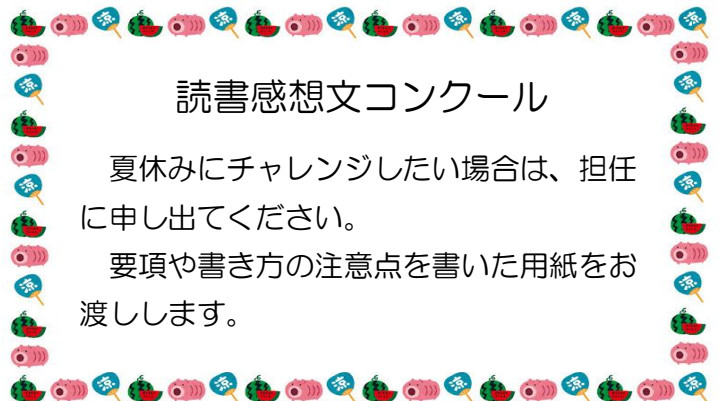 読書感想文コンクール
　夏休みにチャレンジしたい場合は、担任
に申し出てください。
　要項や書き方の注意点を書いた用紙をお
渡しします。
涼